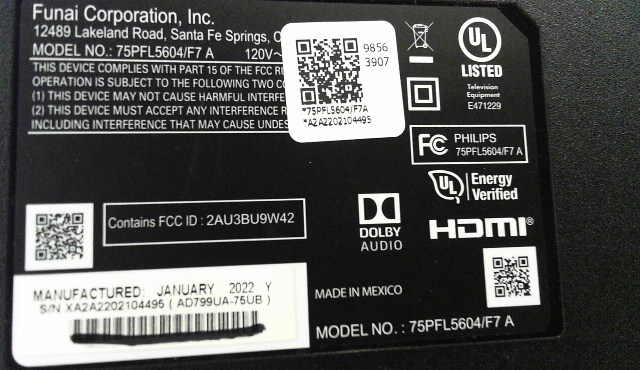 Funai Corporation, Inc.
12489 Lakeland Road, Santa Fe Springs,
MODEL NO.: 75PFL5604/F7 A 120V~
THIS DEVICE COMPLIES WITH PART 15 OF THE FCC
OPERATION IS SUBJECT TO THE FOLLOWING TWO
(1) THIS DEVICE MAY NOT CAUSE HARMFUL
(2) THIS DEVICE MUST ACCEPT ANY INTERFERENCE
INCLUDING INTERFERENCE THAT MAY CAUSE
9856
3907
*75PFL5604/F7A
*A2A2202104495
UL
LISTED
Television
Equipment
E471229
FC PHILIPS
75PFL5604/F7 A
UL Energy
Verified
Contains FCC ID : 2AU3BU9W42
DOLBY
AUDIO
HDMI®
MANUFACTURED: JANUARY 2022 Y
S/N XA2A2202104495 ( AD799UA-75UB )
MADE IN MEXICO
MODEL NO. : 75PFL5604/F7 A